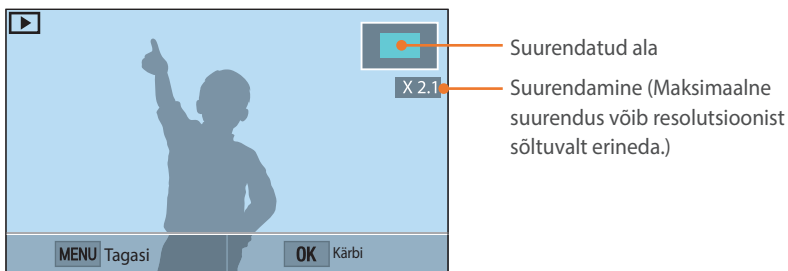 Suurendatud ala
X 2.1
Suurendamine (Maksimaalne
suurendus võib resolutsioonist
sõltuvalt erineda.)
MENU Tagasi
OK Kärbi